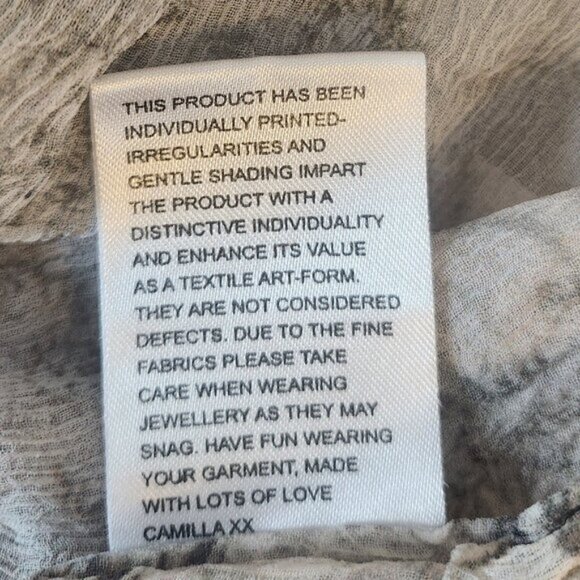 THIS PRODUCT HAS BEEN
INDIVIDUALLY PRINTED-
IRREGULARITIES AND
GENTLE SHADING IMPART
THE PRODUCT WITH A
DISTINCTIVE INDIVIDUALITY
AND ENHANCE ITS VALUE
AS A TEXTILE ART-FORM.
THEY ARE NOT CONSIDERED
DEFECTS. DUE TO THE FINE
FABRICS PLEASE TAKE
CARE WHEN WEARING
JEWELLERY AS THEY MAY
SNAG. HAVE FUN WEARING
YOUR GARMENT, MADE
WITH LOTS OF LOVE
CAMILLA XX